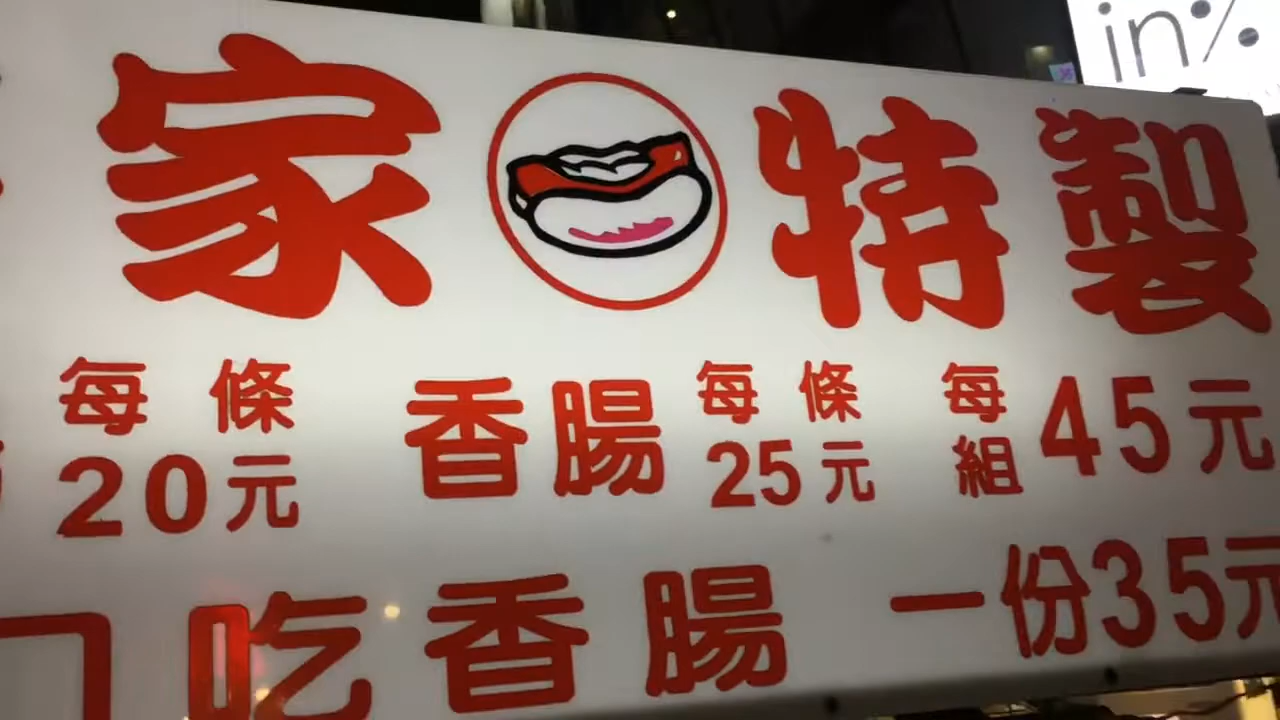 in%
家 特製
每條 20元 香腸 每條 25元 每組 45元
口吃香腸 一份35元